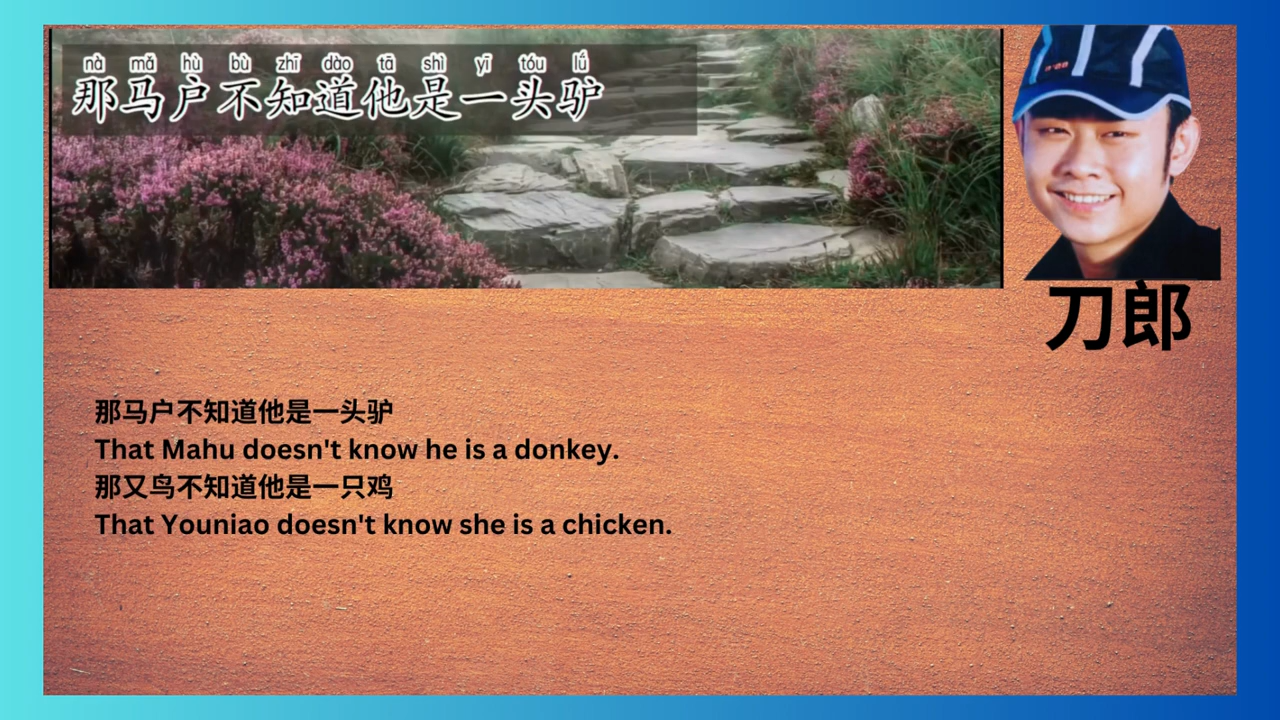 nà mǎ hù bù zhī dào tā shì yī tóu lǘ
那马户不知道他是一头驴
刀郎
那马户不知道他是一头驴
That Mahu doesn't know he is a donkey.
那又鸟不知道他是一只鸡
That Youniao doesn't know she is a chicken.